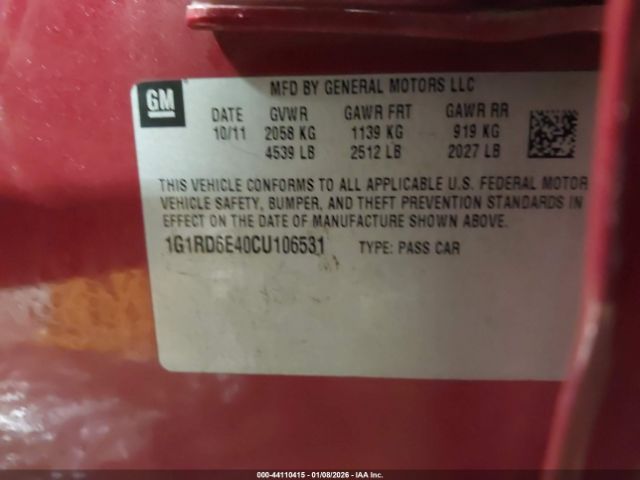 MFD BY GENERAL MOTORS LLC
GM
DATE GVWR GAWR FRT GAWR RR
10/11 2058 KG 1139 KG 919 KG
4539 LB 2512 LB 2027 LB
THIS VEHICLE CONFORMS TO ALL APPLICABLE U.S. FEDERAL MOTOR
VEHICLE SAFETY, BUMPER, AND THEFT PREVENTION STANDARDS IN
EFFECT ON THE DATE OF MANUFACTURE SHOWN ABOVE.
1G1RD6E40CU106531 TYPE: PASS CAR
000-44110415 | 01/08/2026 - IAA Inc.